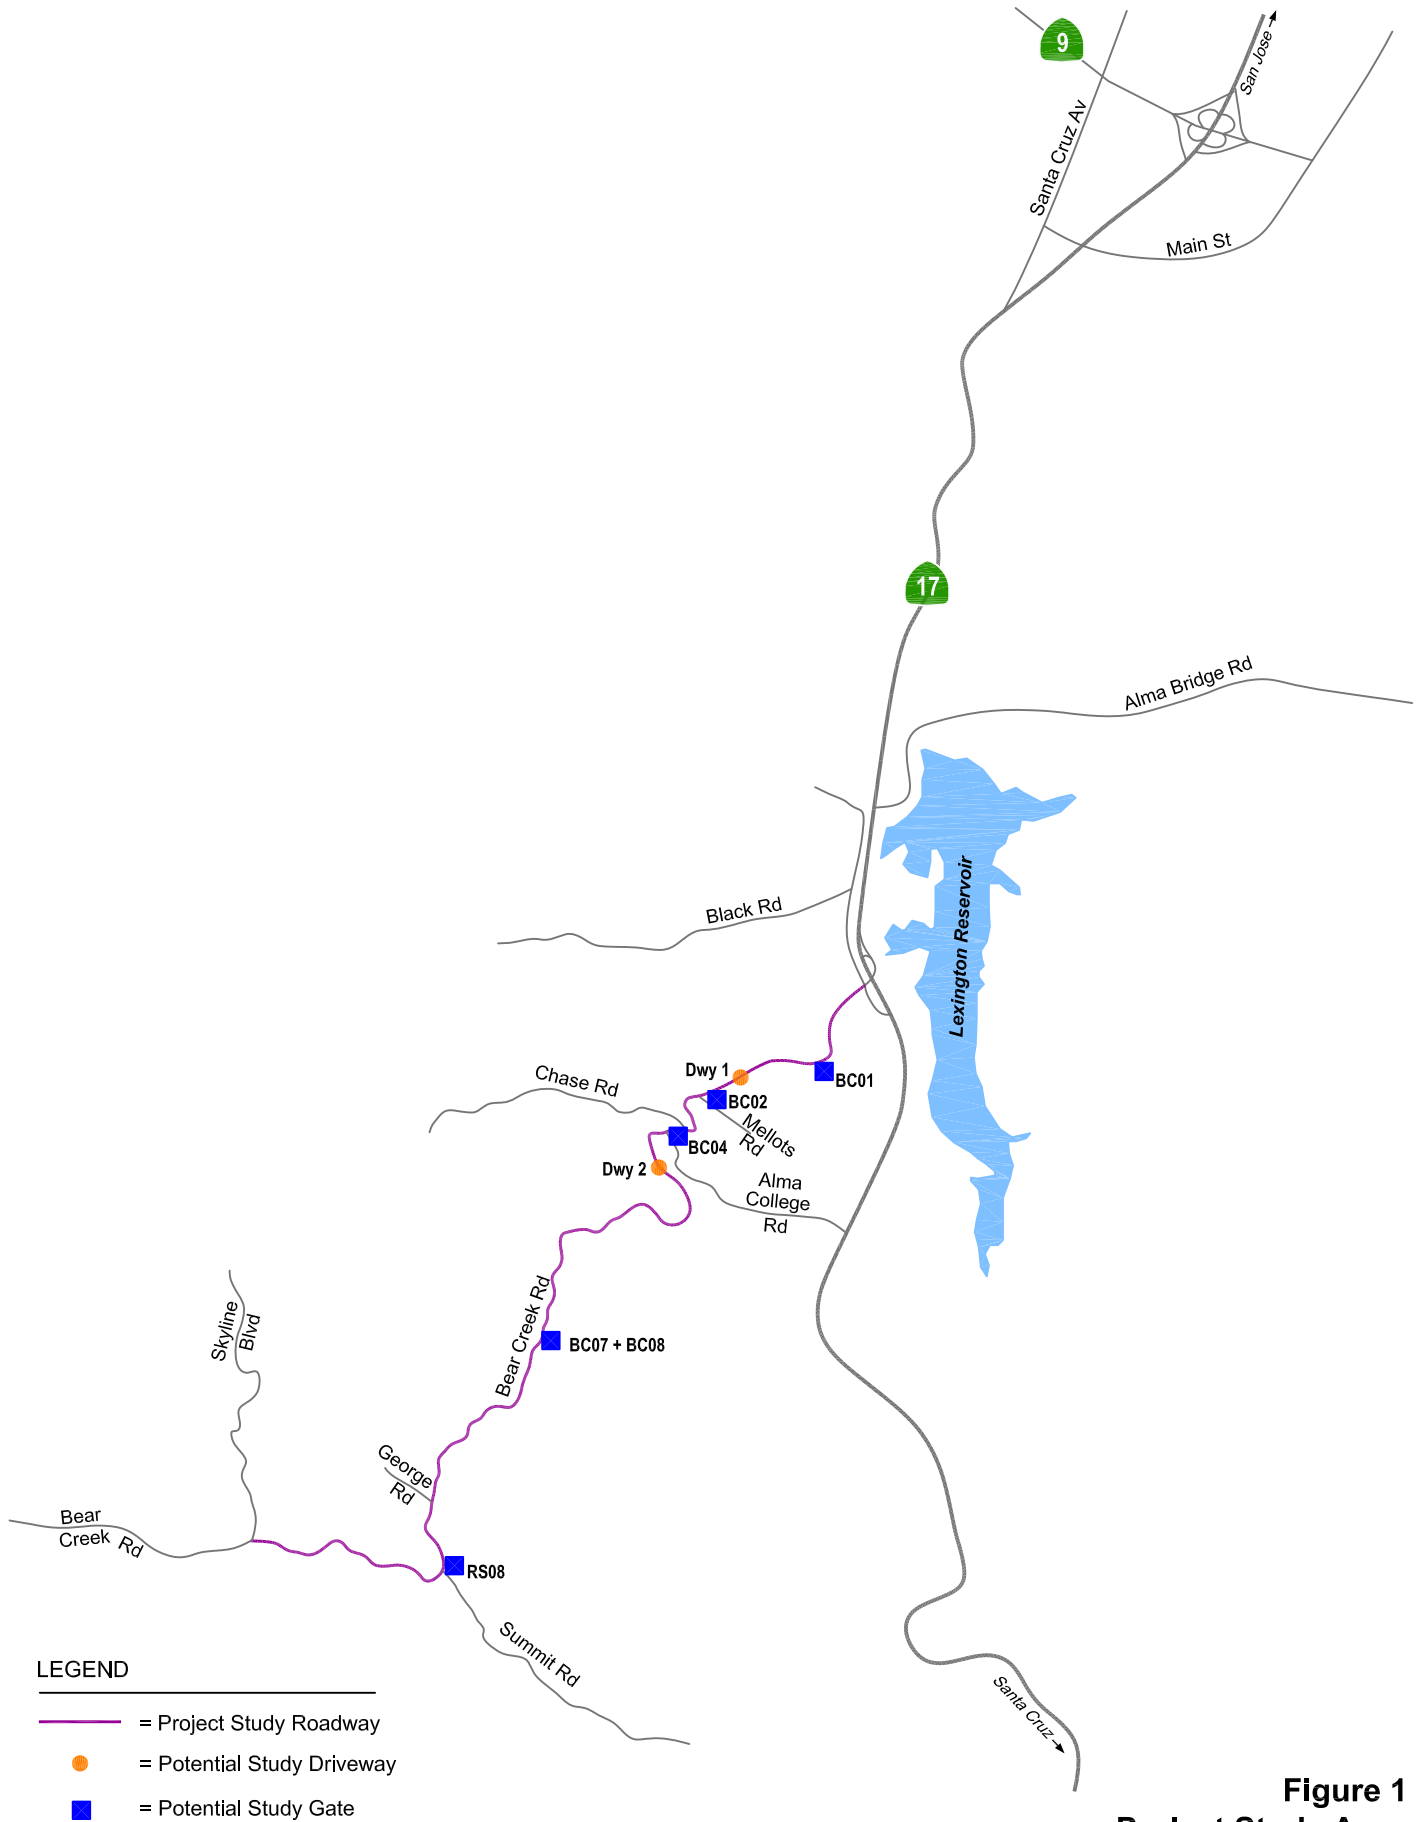 9
San Jose
Santa Cruz Av
Main St
17
Alma Bridge Rd
Lexington Reservoir
Black Rd
Dwy 1
BC01
Chase Rd
BC02
Mellots
Rd
BC04
Dwy 2
Alma
College
Rd
Bear Creek Rd
BC07 + BC08
Skyline
Blvd
George
Rd
Bear
Creek Rd
RS08
Summit Rd
Santa Cruz
LEGEND
= Project Study Roadway
= Potential Study Driveway
= Potential Study Gate
Figure 1